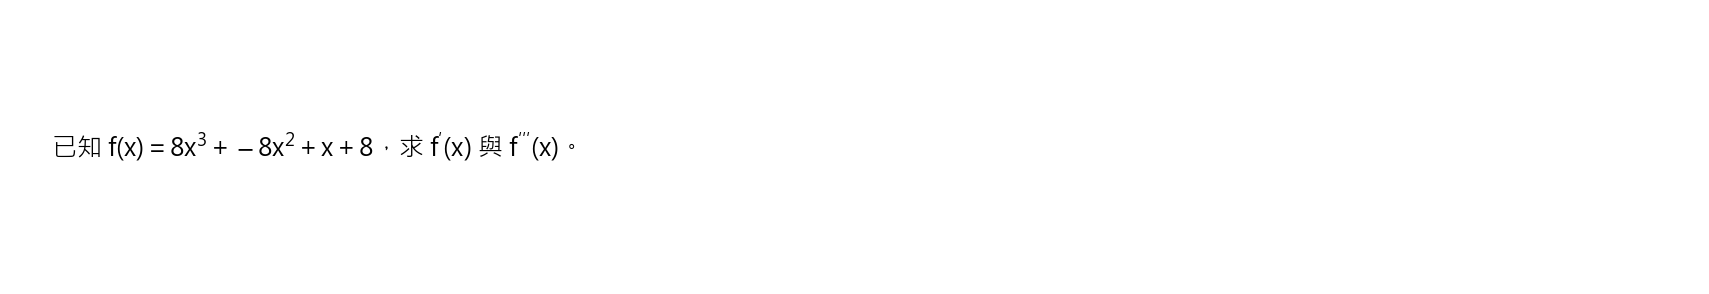 已知 f(x) = 8x³ + −8x² + x + 8，求 f′(x) 與 f′′′(x)。